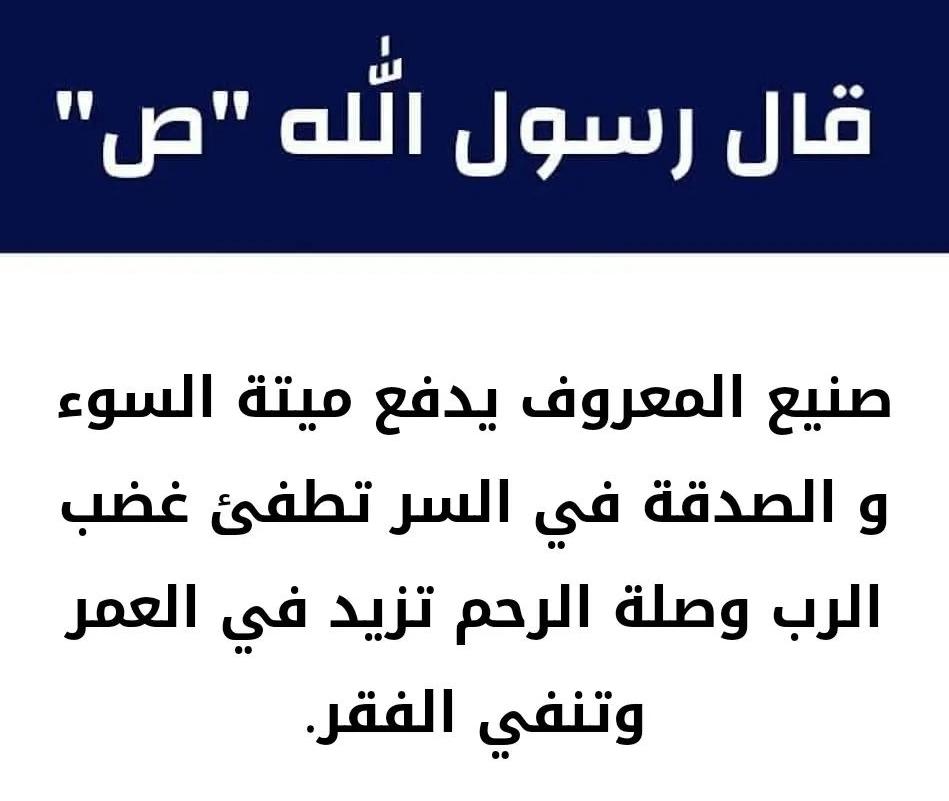 قال رسول الله "ص"
صنيع المعروف يدفع ميتة السوء
و الصدقة في السر تطفئ غضب
الرب وصلة الرحم تزيد في العمر
وتنفي الفقر.